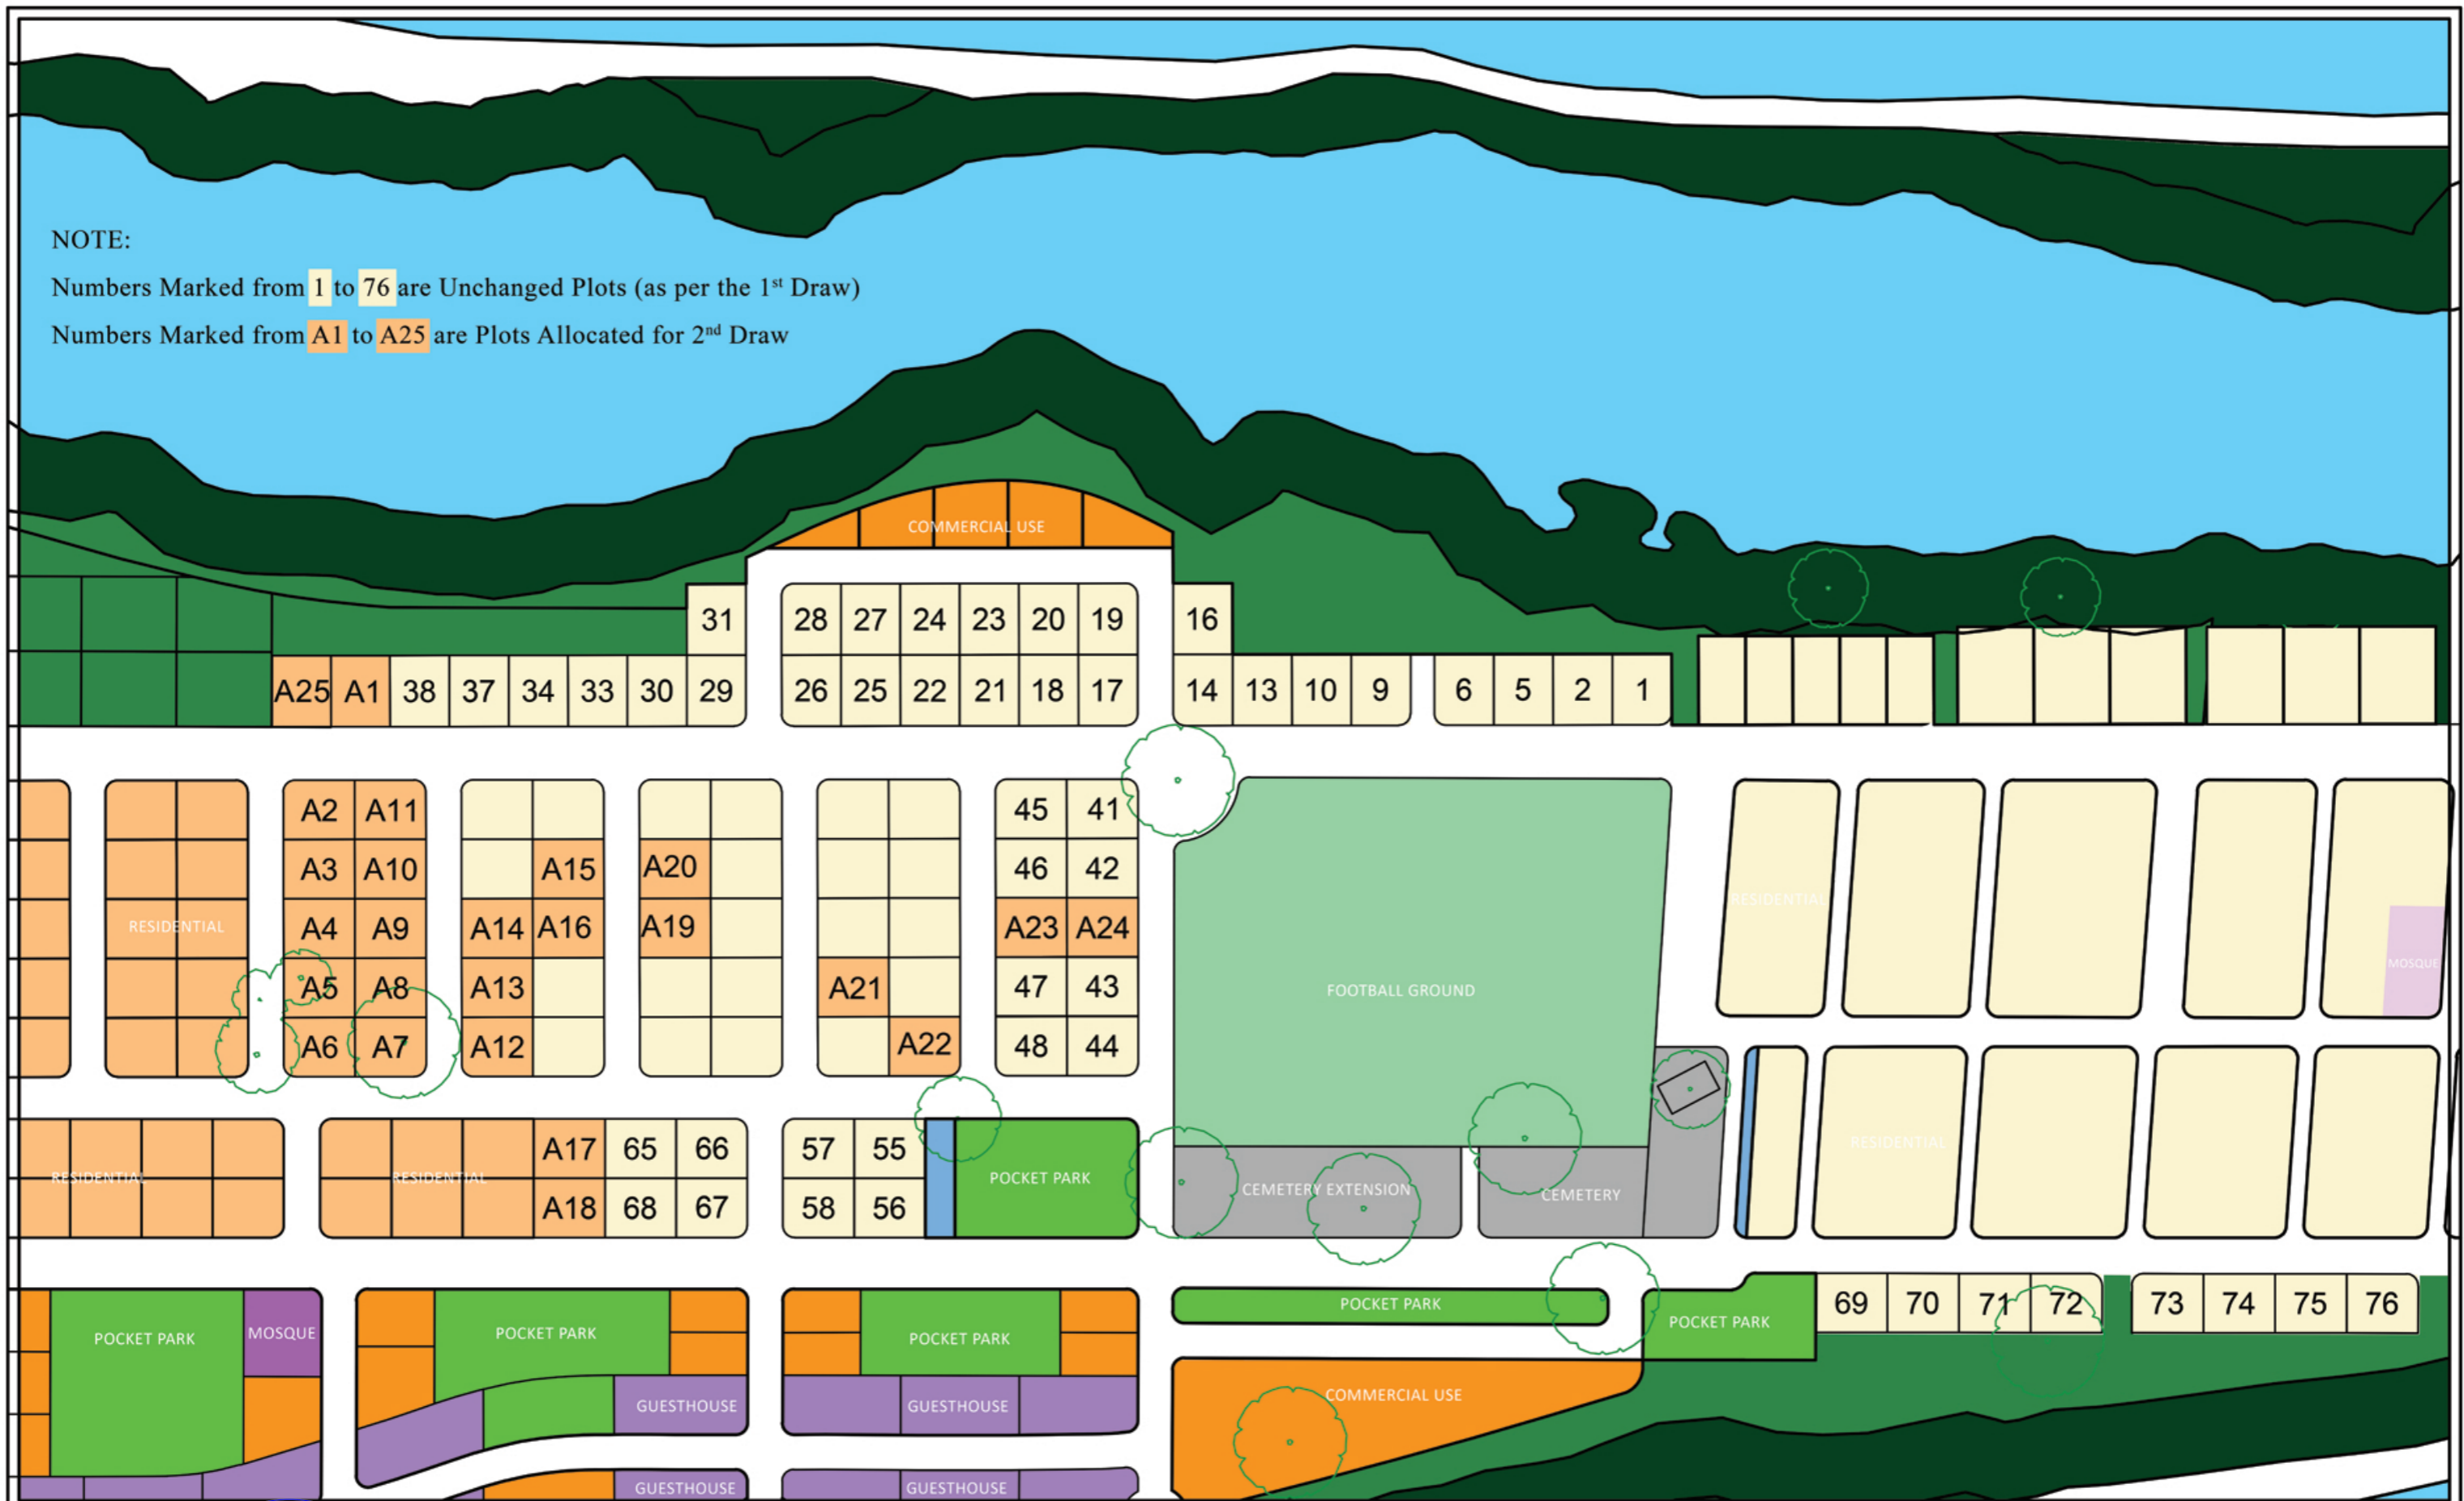 NOTE:
Numbers Marked from 1 to 76 are Unchanged Plots (as per the 1st Draw)
Numbers Marked from A1 to A25 are Plots Allocated for 2nd Draw
COMMERCIAL USE
31 28 27 24 23 20 19 16
A25 A1 38 37 34 33 30 29 26 25 22 21 18 17 14 13 10 9 6 5 2 1
A2 A11 45 41
A3 A10 A15 A20 46 42
RESIDENTIAL
RESIDENTIAL A4 A9 A14 A16 A19 A23 A24
MOSQUE
A5 A8 A13 A21 47 43 FOOTBALL GROUND
A6 A7 A12 A22 48 44
A17 65 66 57 55 RESIDENTIAL
RESIDENTIAL RESIDENTIAL POCKET PARK
A18 68 67 58 56 CEMETERY EXTENSION CEMETERY
POCKET PARK 69 70 71 72 73 74 75 76
POCKET PARK
POCKET PARK MOSQUE POCKET PARK POCKET PARK
COMMERCIAL USE
GUESTHOUSE GUESTHOUSE
GUESTHOUSE GUESTHOUSE